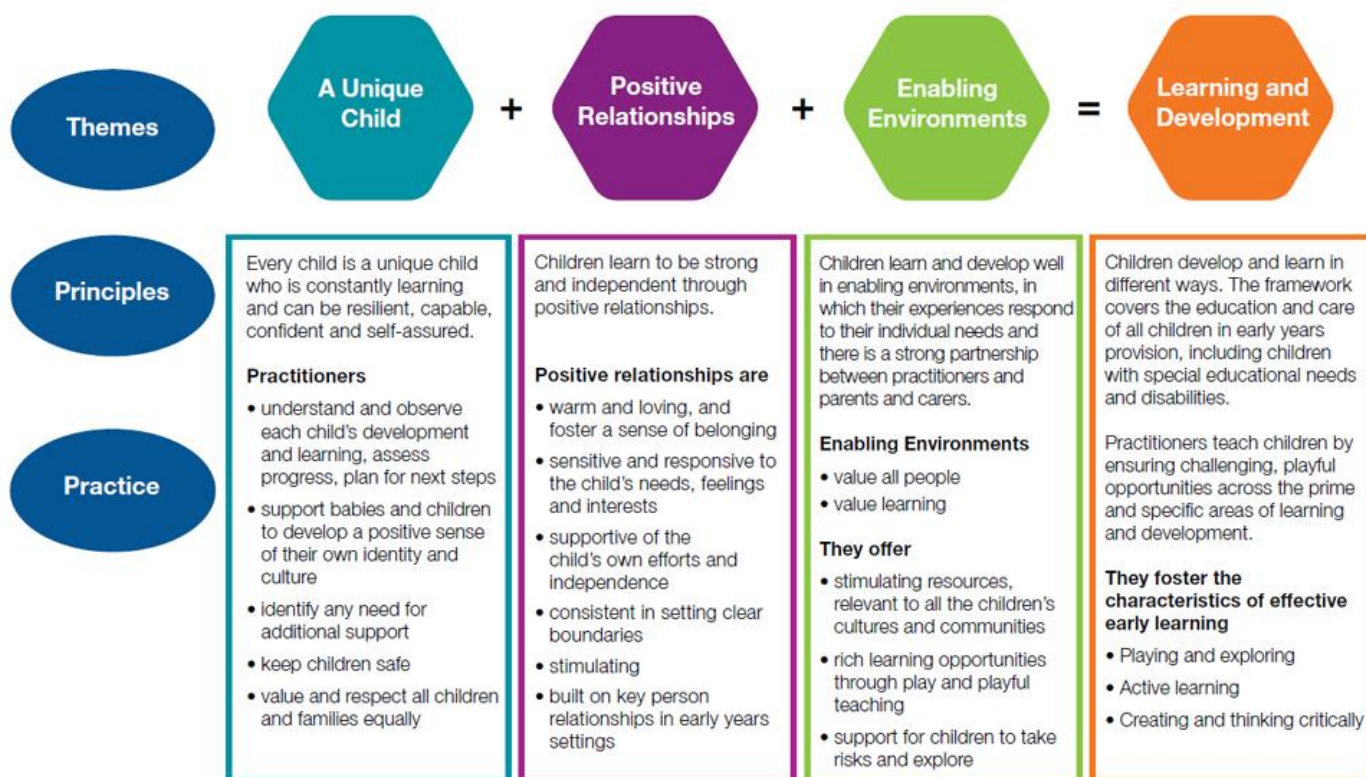 Themes
A Unique
Child
+
Positive
Relationships
+
Enabling
Environments
=
Learning and
Development
Principles
Practice
Every child is a unique child
who is constantly learning
and can be resilient, capable,
confident and self-assured.
Practitioners
• understand and observe
each child's development
and learning, assess
progress, plan for next steps
• support babies and children
to develop a positive sense
of their own identity and
culture
• identify any need for
additional support
• keep children safe
• value and respect all children
and families equally
Children learn to be strong
and independent through
positive relationships.
Positive relationships are
• warm and loving, and
foster a sense of belonging
• sensitive and responsive to
the child's needs, feelings
and interests
• supportive of the
child's own efforts and
independence
• consistent in setting clear
boundaries
• stimulating
• built on key person
relationships in early years
settings
Children learn and develop well
in enabling environments, in
which their experiences respond
to their individual needs and
there is a strong partnership
between practitioners and
parents and carers.
Enabling Environments
• value all people
• value learning
They offer
• stimulating resources,
relevant to all the children's
cultures and communities
• rich learning opportunities
through play and playful
teaching
• support for children to take
risks and explore
Children develop and learn in
different ways. The framework
covers the education and care
of all children in early years
provision, including children
with special educational needs
and disabilities.
Practitioners teach children by
ensuring challenging, playful
opportunities across the prime
and specific areas of learning
and development.
They foster the
characteristics of effective
early learning
• Playing and exploring
• Active learning
• Creating and thinking critically